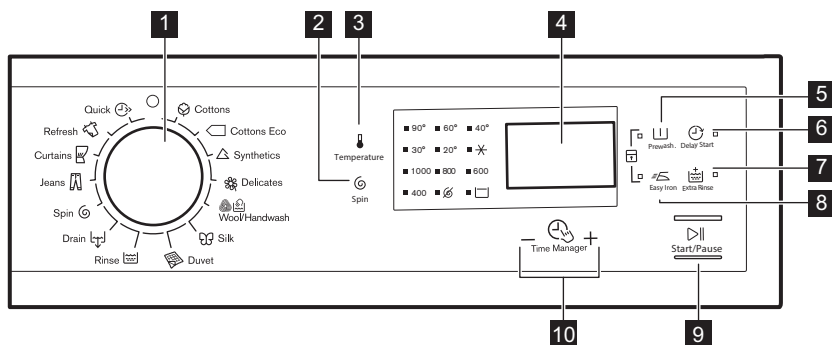 1
2
3
4
5
6
7
8
9
10
Quick
Cottons
Refresh
Cottons Eco
Curtains
Synthetics
Jeans
Delicates
Spin
Wool/Handwash
Drain
Silk
Rinse
Duvet
Temperature
Spin
90° 60° 40°
30° 20°
1000 800 600
400
Time Manager
− +
Prewash.
Delay Start
Easy Iron
Extra Rinse
Start/Pause